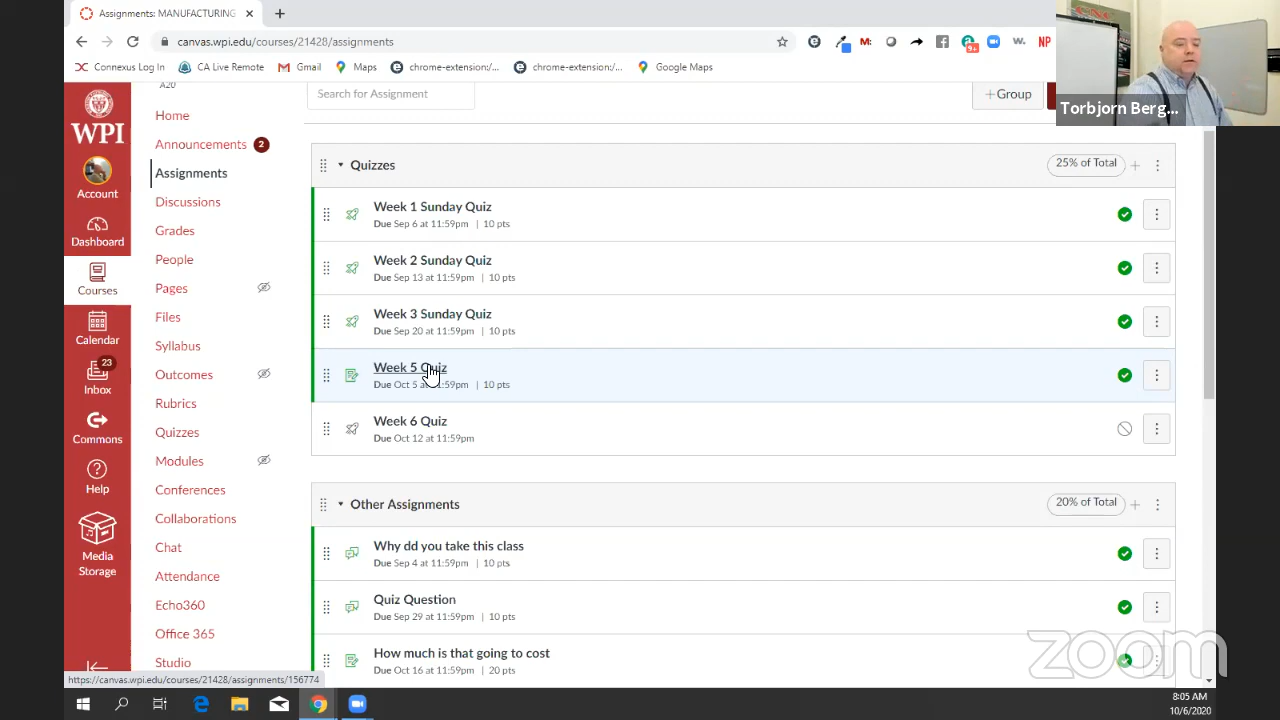 Assignments: MANUFACTURING
canvas.wpi.edu/courses/21428/assignments
M:
9+
w.
NP
Connexus Log In
CA Live Remote
Gmail
Maps
chrome-extension:/...
chrome-extension:/...
Google Maps
Torbjorn Berg...
WPI
Account
Dashboard
Courses
Calendar
23
Inbox
Commons
Help
Media
Storage
A20
Home
Announcements 2
Assignments
Discussions
Grades
People
Pages
Files
Syllabus
Outcomes
Rubrics
Quizzes
Modules
Conferences
Collaborations
Chat
Attendance
Echo360
Office 365
Studio
Search for Assignment
+Group
Quizzes
25% of Total
Week 1 Sunday Quiz
Due Sep 6 at 11:59pm | 10 pts
Week 2 Sunday Quiz
Due Sep 13 at 11:59pm | 10 pts
Week 3 Sunday Quiz
Due Sep 20 at 11:59pm | 10 pts
Week 5 Quiz
Due Oct 5 at 11:59pm | 10 pts
Week 6 Quiz
Due Oct 12 at 11:59pm
Other Assignments
20% of Total
Why dd you take this class
Due Sep 4 at 11:59pm | 10 pts
Quiz Question
Due Sep 29 at 11:59pm | 10 pts
How much is that going to cost
Due Oct 16 at 11:59pm | 20 pts
zoom
https://canvas.wpi.edu/courses/21428/assignments/156774
8:05 AM
10/6/2020